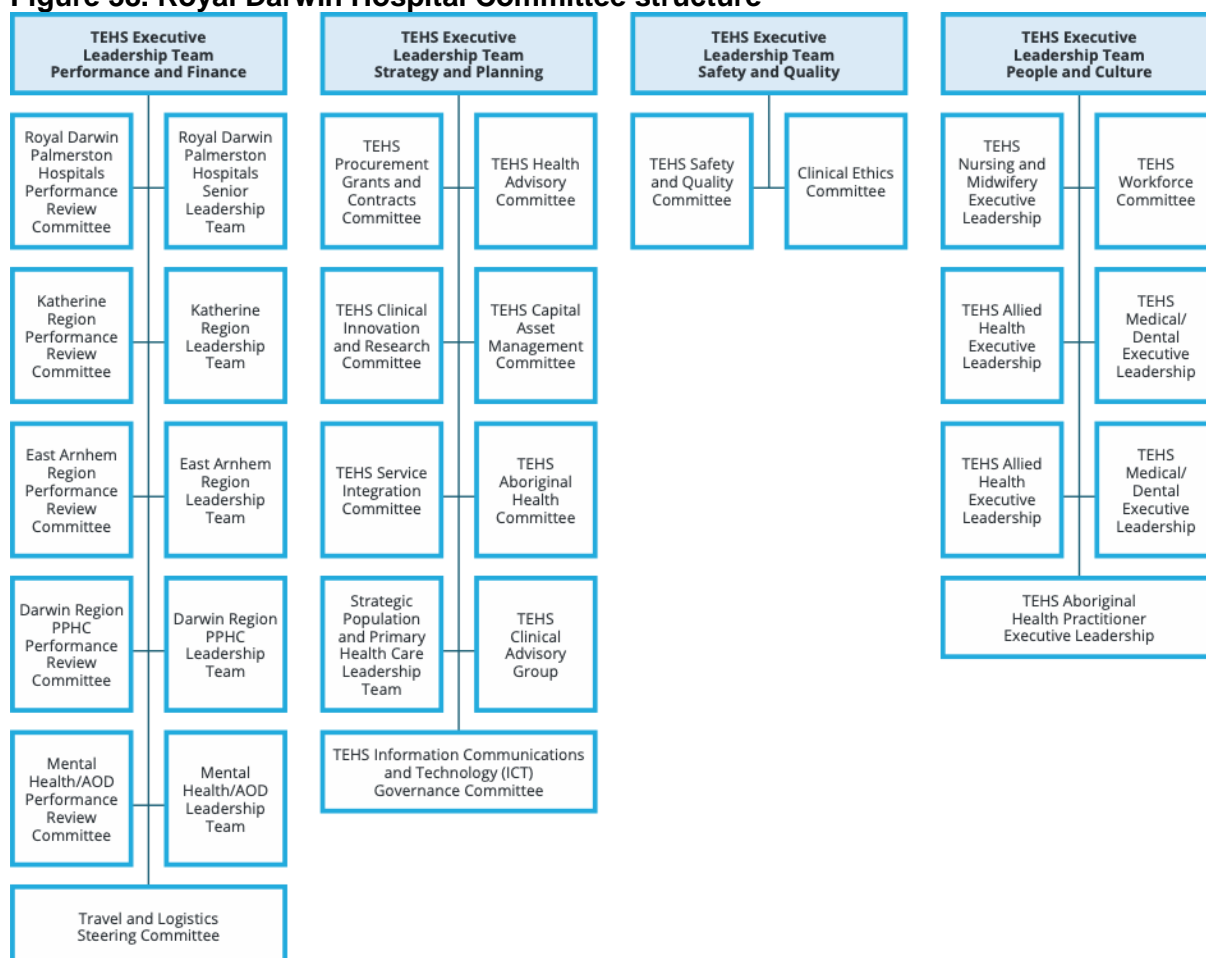 Figure 38. Royal Darwin Hospital Committee structure
TEHS Executive
Leadership Team
Performance and Finance
Royal Darwin
Palmerston
Hospitals
Performance
Review
Committee
Royal Darwin
Palmerston
Hospitals
Senior
Leadership
Team
Katherine
Region
Performance
Review
Committee
Katherine
Region
Leadership
Team
East Arnhem
Region
Performance
Review
Committee
East Arnhem
Region
Leadership
Team
Darwin Region
PPHC
Performance
Review
Committee
Darwin Region
PPHC
Leadership
Team
Mental
Health/AOD
Performance
Review
Committee
Mental
Health/AOD
Leadership
Team
Travel and Logistics
Steering Committee
TEHS Executive
Leadership Team
Strategy and Planning
TEHS
Procurement
Grants and
Contracts
Committee
TEHS Health
Advisory
Committee
TEHS Clinical
Innovation
and Research
Committee
TEHS Capital
Asset
Management
Committee
TEHS Service
Integration
Committee
TEHS
Aboriginal
Health
Committee
Strategic
Population
and Primary
Health Care
Leadership
Team
TEHS
Clinical
Advisory
Group
TEHS Information Communications
and Technology (ICT)
Governance Committee
TEHS Executive
Leadership Team
Safety and Quality
TEHS Safety
and Quality
Committee
Clinical Ethics
Committee
TEHS Executive
Leadership Team
People and Culture
TEHS
Nursing and
Midwifery
Executive
Leadership
TEHS
Workforce
Committee
TEHS Allied
Health
Executive
Leadership
TEHS
Medical/
Dental
Executive
Leadership
TEHS Allied
Health
Executive
Leadership
TEHS
Medical/
Dental
Executive
Leadership
TEHS Aboriginal
Health Practitioner
Executive Leadership